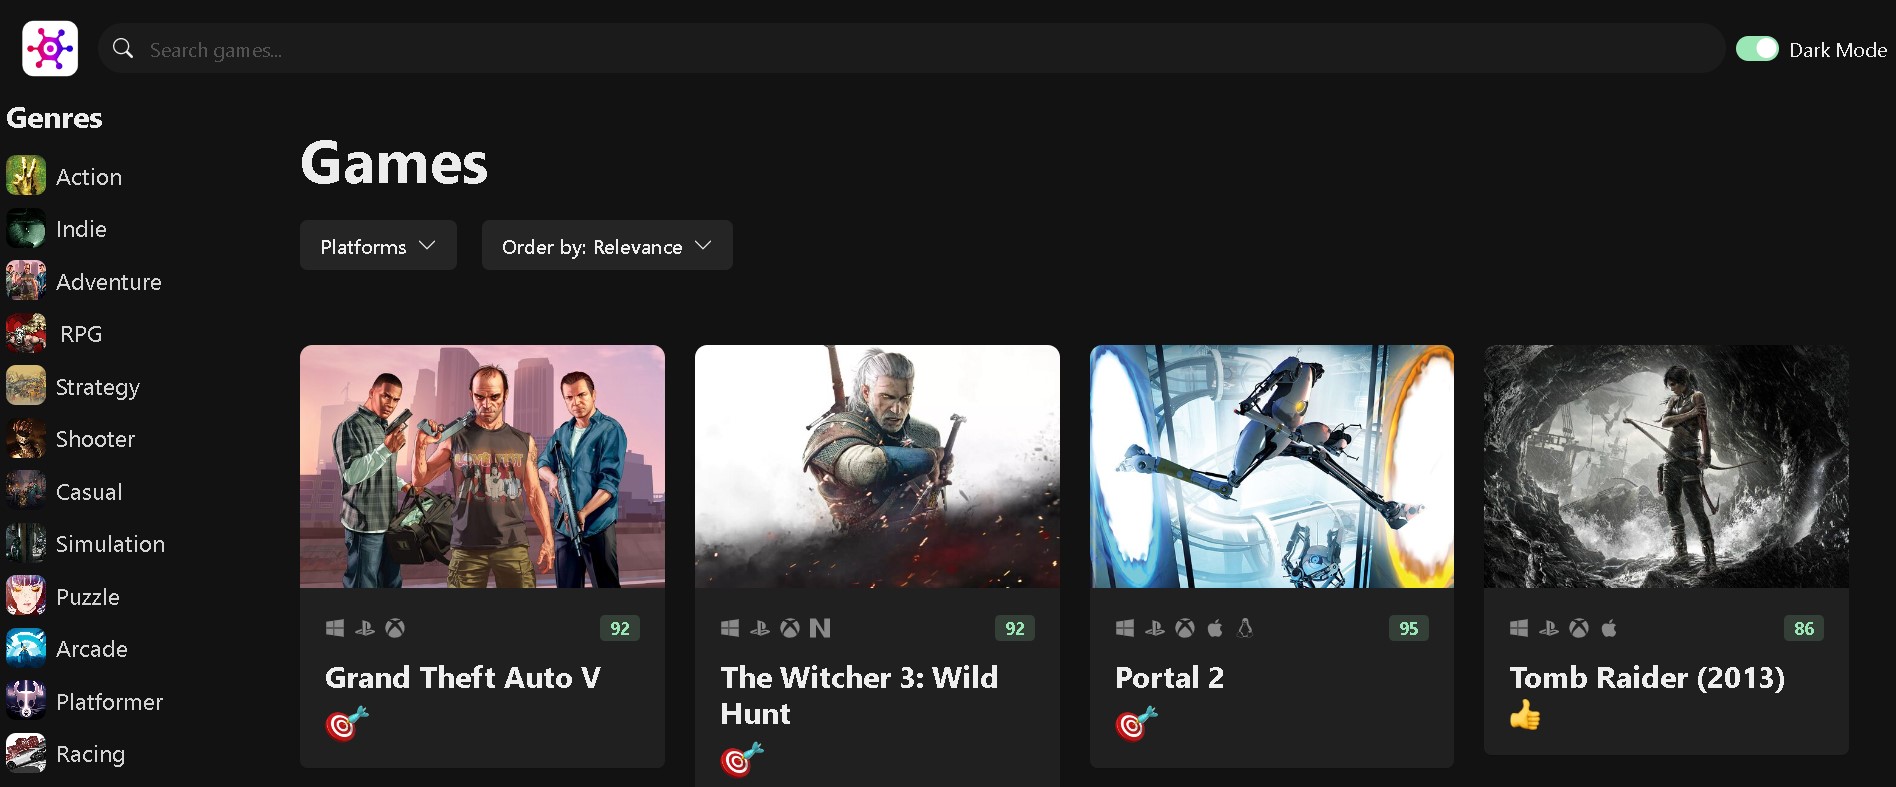 Search games...
Dark Mode
Genres
Action
Indie
Adventure
RPG
Strategy
Shooter
Casual
Simulation
Puzzle
Arcade
Platformer
Racing
Games
Platforms
Order by: Relevance
92
Grand Theft Auto V
92
The Witcher 3: Wild
Hunt
95
Portal 2
86
Tomb Raider (2013)